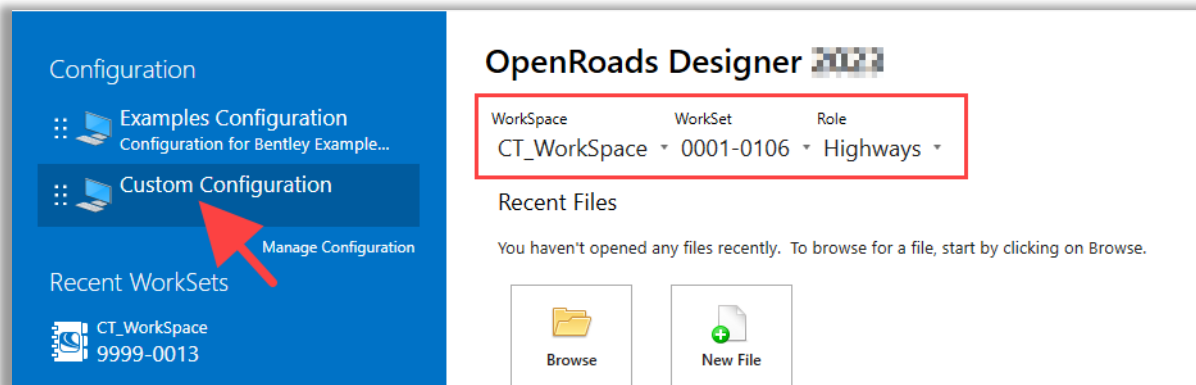 Configuration
Examples Configuration
Configuration for Bentley Example...
Custom Configuration
Manage Configuration
Recent WorkSets
CT_WorkSpace
9999-0013
OpenRoads Designer
WorkSpace WorkSet Role
CT_WorkSpace 0001-0106 Highways
Recent Files
You haven't opened any files recently. To browse for a file, start by clicking on Browse.
Browse New File